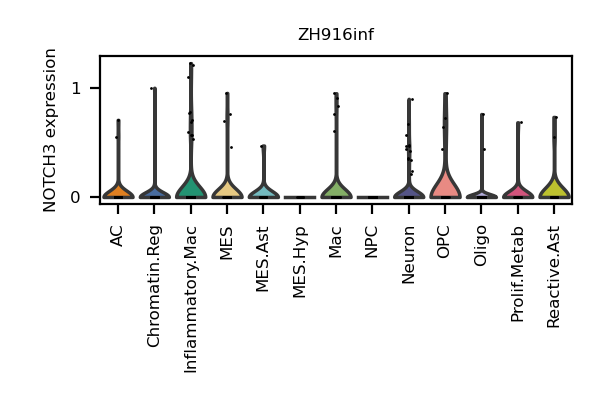 ZH916inf
NOTCH3 expression
1
0
AC
Chromatin.Reg
Inflammatory.Mac
MES
MES.Ast
MES.Hyp
Mac
NPC
Neuron
OPC
Oligo
Prolif.Metab
Reactive.Ast